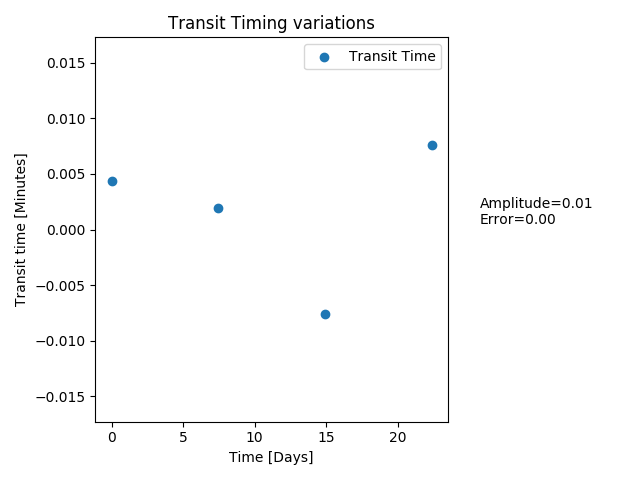 Transit Timing variations
Transit Time
0.015
0.010
0.005
0.000
−0.005
−0.010
−0.015
Transit time [Minutes]
0 5 10 15 20
Time [Days]
Amplitude=0.01
Error=0.00